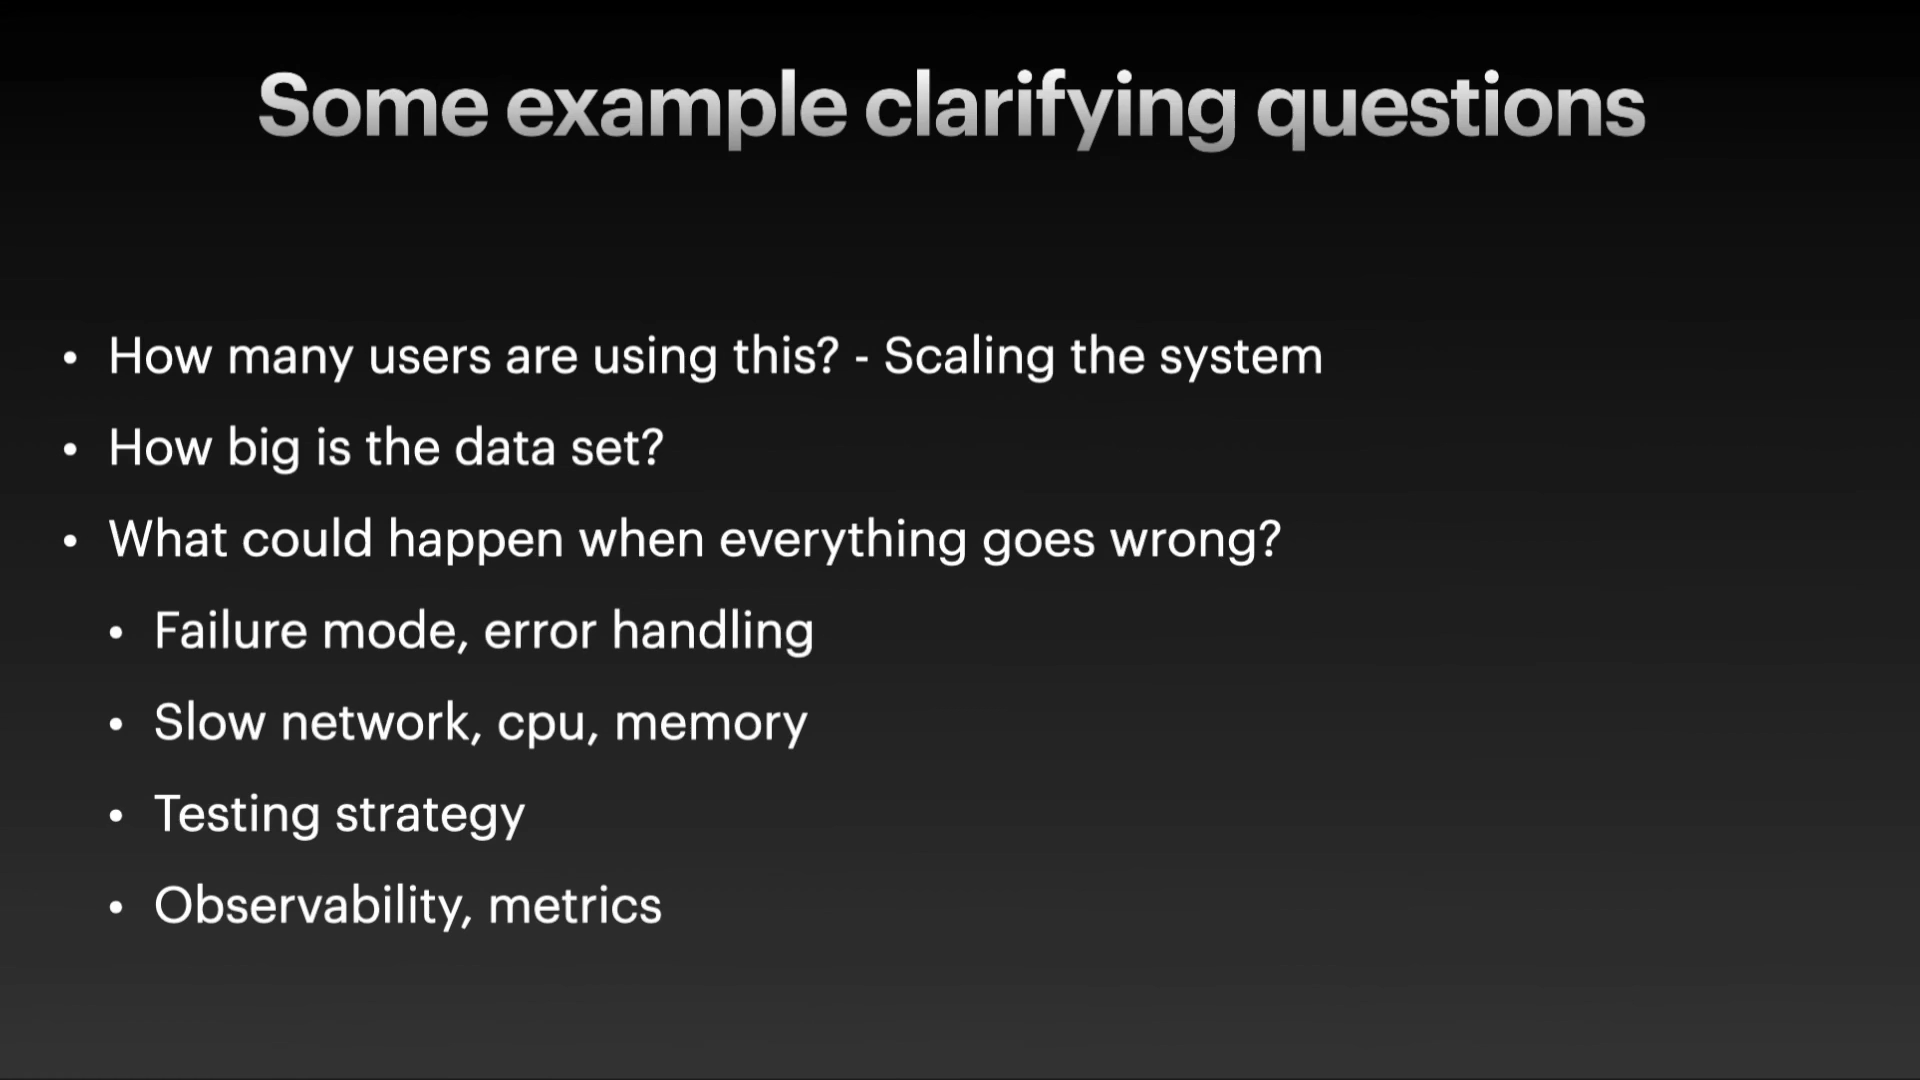 Some example clarifying questions
• How many users are using this? - Scaling the system
• How big is the data set?
• What could happen when everything goes wrong?
• Failure mode, error handling
• Slow network, cpu, memory
• Testing strategy
• Observability, metrics